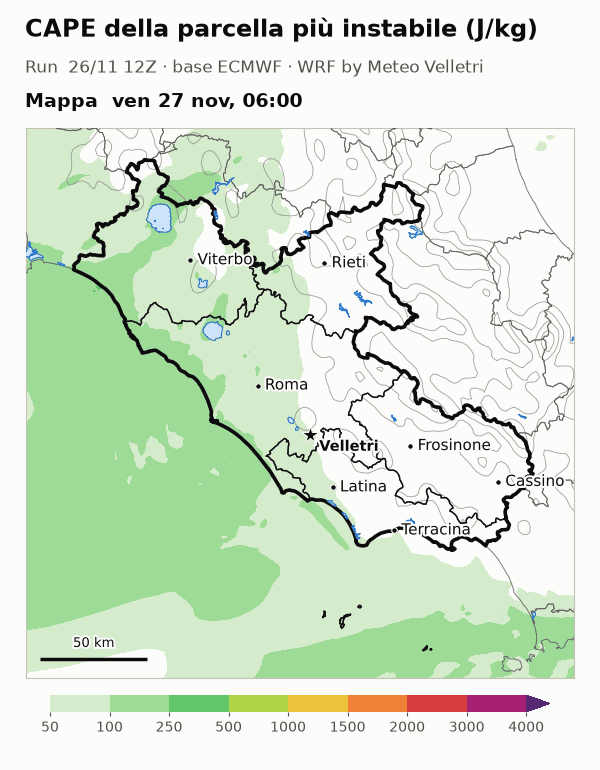 CAPE della parcella più instabile (J/kg)
Run  26/11 12Z · base ECMWF · WRF by Meteo Velletri
Mappa  ven 27 nov, 06:00
Viterbo
Rieti
Roma
Velletri
Frosinone
Latina
Cassino
Terracina
50 km
50 100 250 500 1000 1500 2000 3000 4000